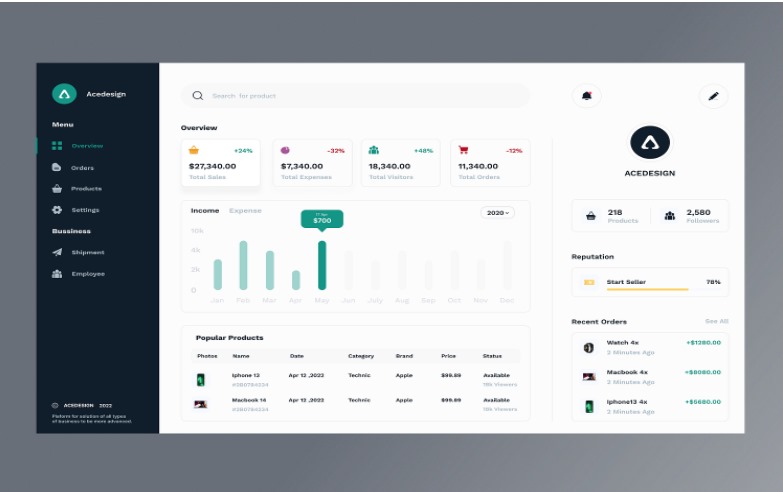 Acedesign
Menu
Overview
Orders
Products
Settings
Bussiness
Shipment
Employee
© ACEDESIGN 2022
Platform for solution of all types
of business to be more advanced.
Search for product
Overview
+24%
$27,340.00
Total Sales
-32%
$7,340.00
Total Expenses
+48%
18,340.00
Total Visitors
-12%
11,340.00
Total Orders
Income Expense
2020
17 Apr
$700
10k
4k
2k
0
Jan Feb Mar Apr May Jun July Aug Sep Oct Nov Dec
Popular Products
Photos Name Date Category Brand Price Status
Iphone 13 Apr 12 ,2022 Technic Apple $99.89 Available
Macbook 14 Apr 12 ,2022 Technic Apple $99.89 Available
ACEDESIGN
218
Products
2,580
Followers
Reputation
Start Seller 78%
Recent Orders See All
Watch 4x +$1280.00
2 Minutes Ago
Macbook 4x +$8080.00
2 Minutes Ago
Iphone13 4x +$5680.00
2 Minutes Ago